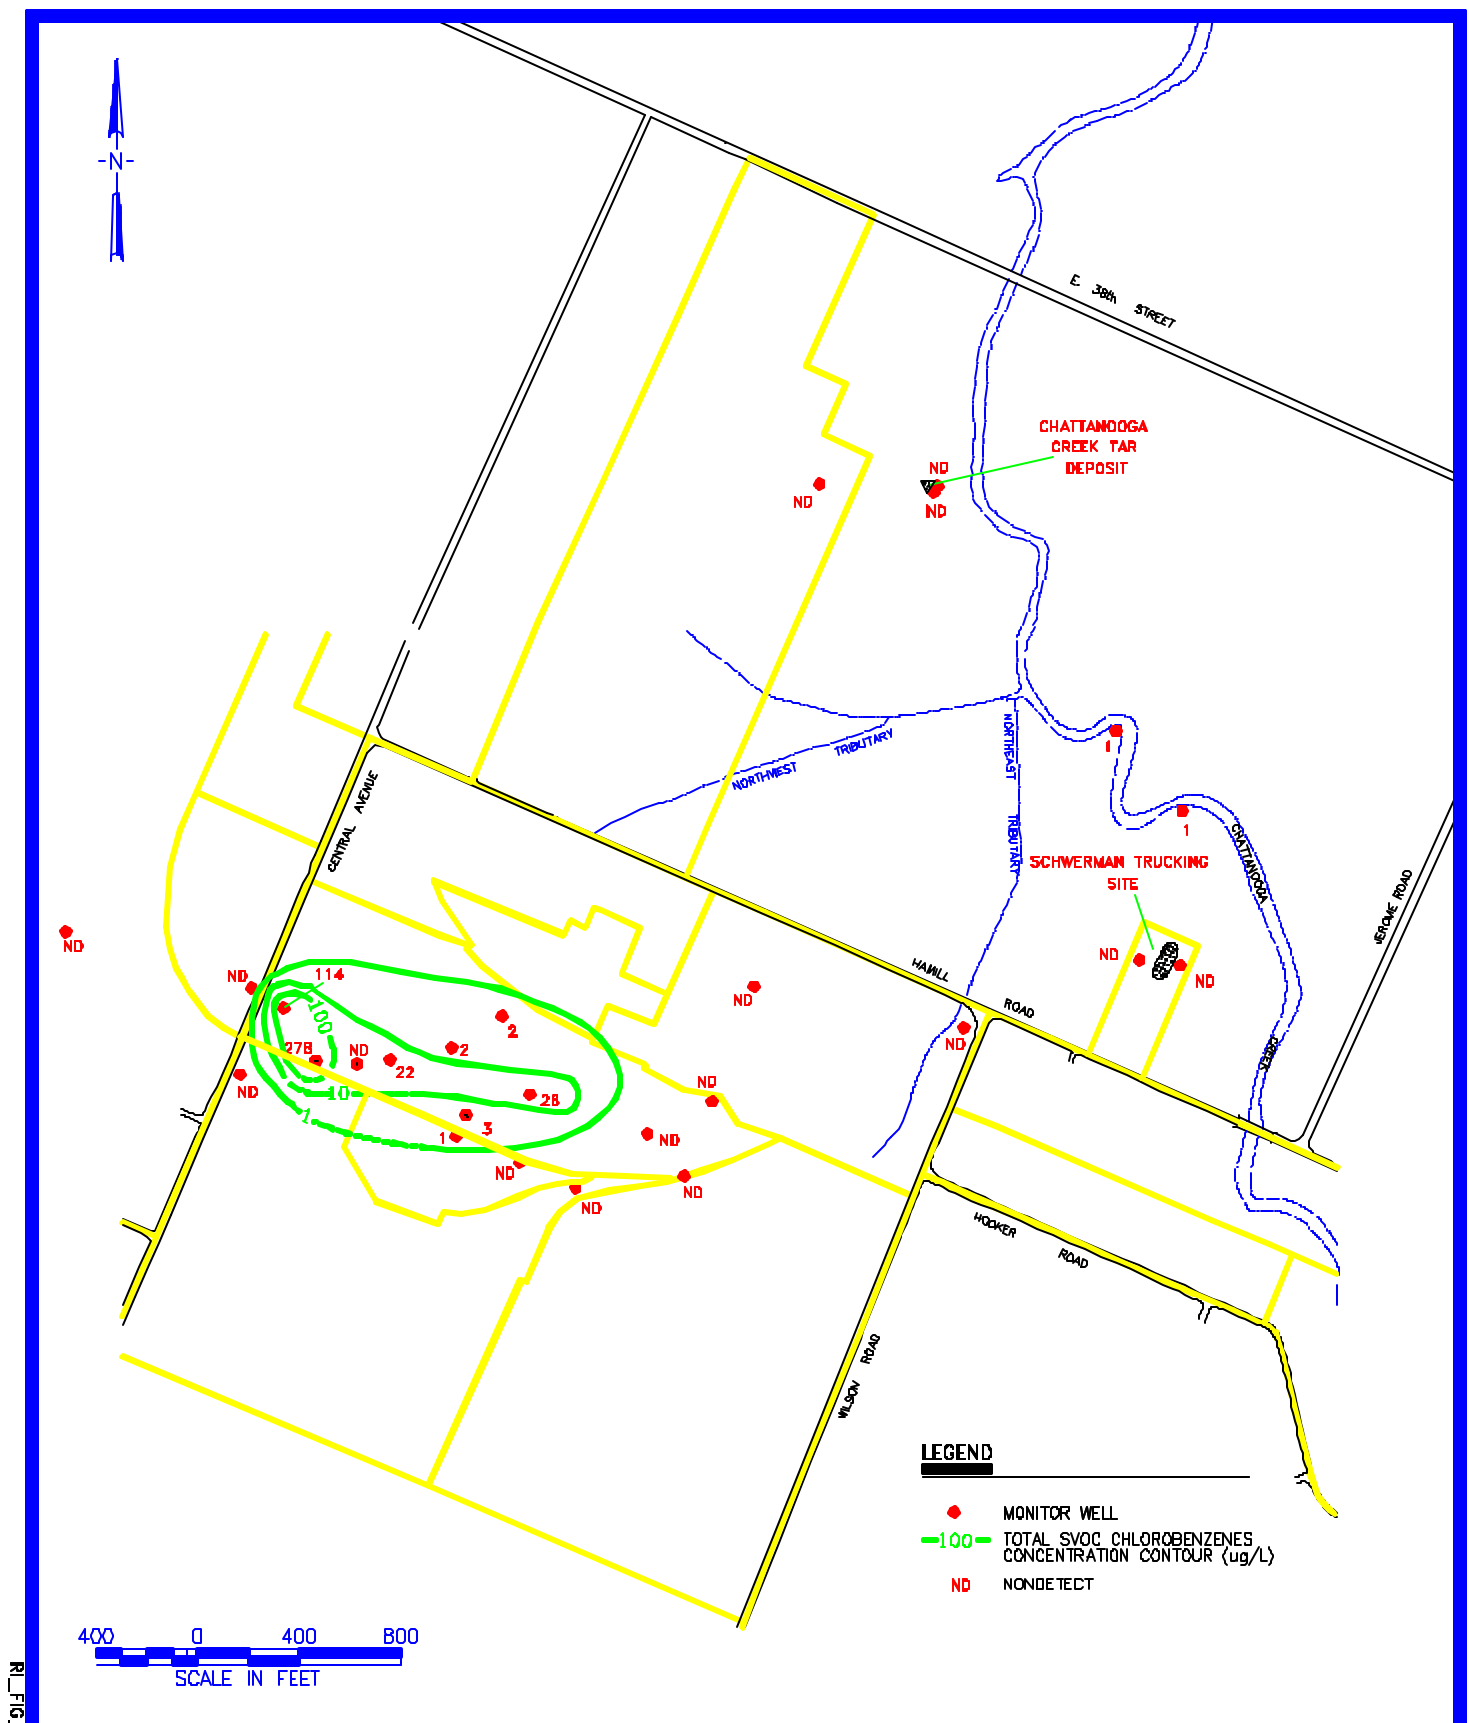 -N-
E. 38th STREET
CHATTANOOGA
CREEK TAR
DEPOSIT
ND
ND
ND
NORTHEAST TRIBUTARY
NORTHWEST TRIBUTARY
1
1
CENTRAL AVENUE
CHATTANOOGA CREEK
SCHWERMAN TRUCKING
SITE
JEROME ROAD
ND
ND
ND
ND
114
ND
HAMILL ROAD
ND
100
2
ND
278
ND
2
22
ND
10
28
ND
1
3
1
ND
ND
ND
ND
HOOKER ROAD
WILSON ROAD
LEGEND
MONITOR WELL
100
TOTAL SVOC CHLOROBENZENES
CONCENTRATION CONTOUR (ug/L)
ND NONDETECT
400 0 400 800
SCALE IN FEET
RI_FIG.